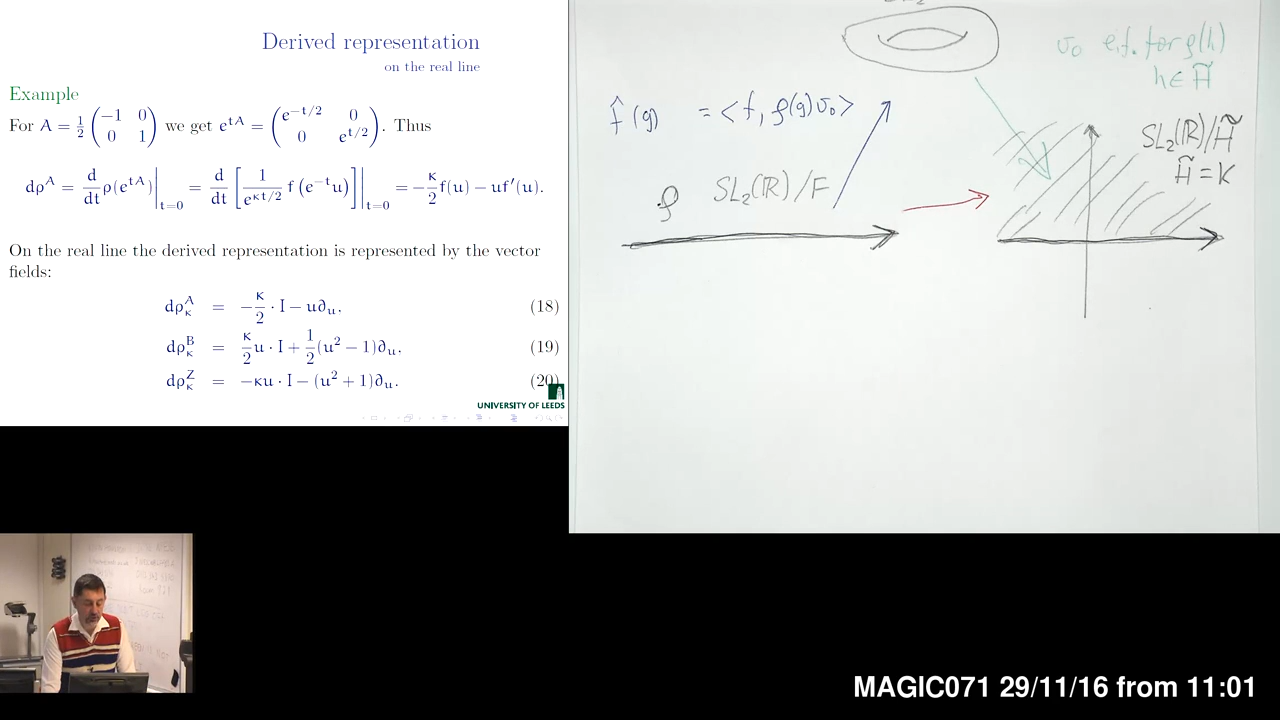 Derived representation
on the real line
Example
For A = ½ (−1 0; 0 1) we get e^{tA} = (e^{−t/2} 0; 0 e^{t/2}). Thus
dρ^A = d/dt ρ(e^{tA})|_{t=0} = d/dt [1/e^{κt/2} f(e^{−t}u)]|_{t=0} = −κ/2 f(u) − uf′(u).
On the real line the derived representation is represented by the vector
fields:
dρ^A_κ = −κ/2 · I − u∂_u, (18)
dρ^B_κ = κ/2 u · I + 1/2 (u² − 1)∂_u, (19)
dρ^Z_κ = −κu · I − (u² + 1)∂_u. (20)
UNIVERSITY OF LEEDS
v₀ e.f. for ρ(h)
h ∈ H̃
f̂(g) = <f, ρ(g)v₀>
SL₂(ℝ)/H̃
H̃ = K
ρ SL₂(ℝ)/F
MAGIC071 29/11/16 from 11:01